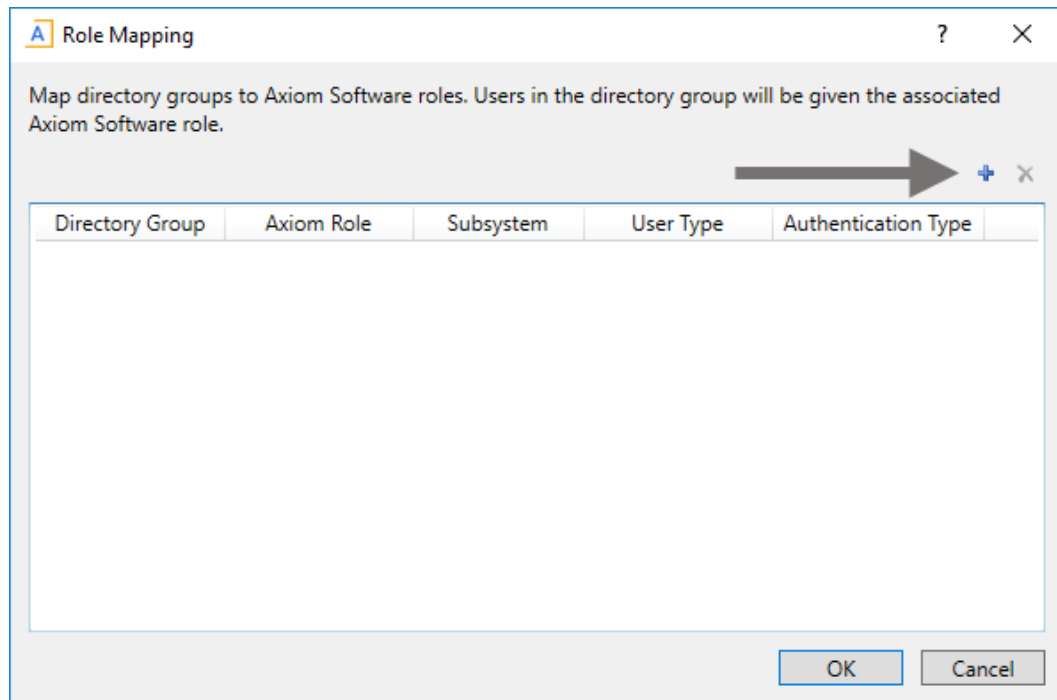 A Role Mapping ?
Map directory groups to Axiom Software roles. Users in the directory group will be given the associated
Axiom Software role.
Directory Group Axiom Role Subsystem User Type Authentication Type
OK Cancel